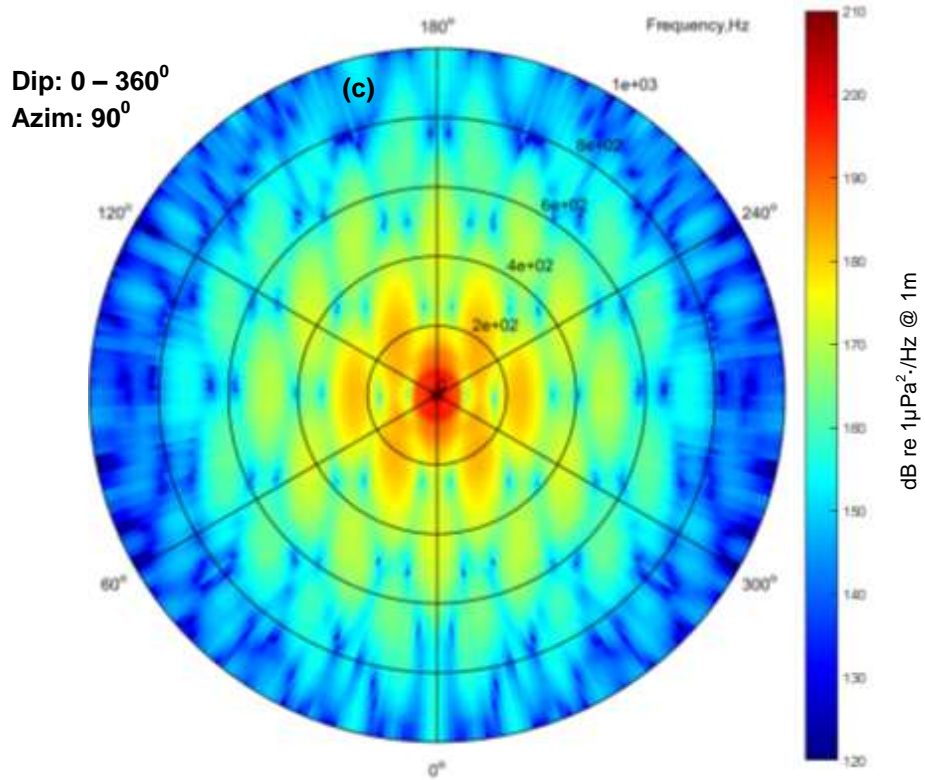 210
180°
Frequency,Hz
Dip: 0 – 360⁰
(c)
1e+03
Azim: 90⁰
200
8e+02
190
120°
6e+02
240°
180
4e+02
dB re 1µPa²·/Hz @ 1m
2e+02
170
160
150
60°
300°
140
130
120
0°